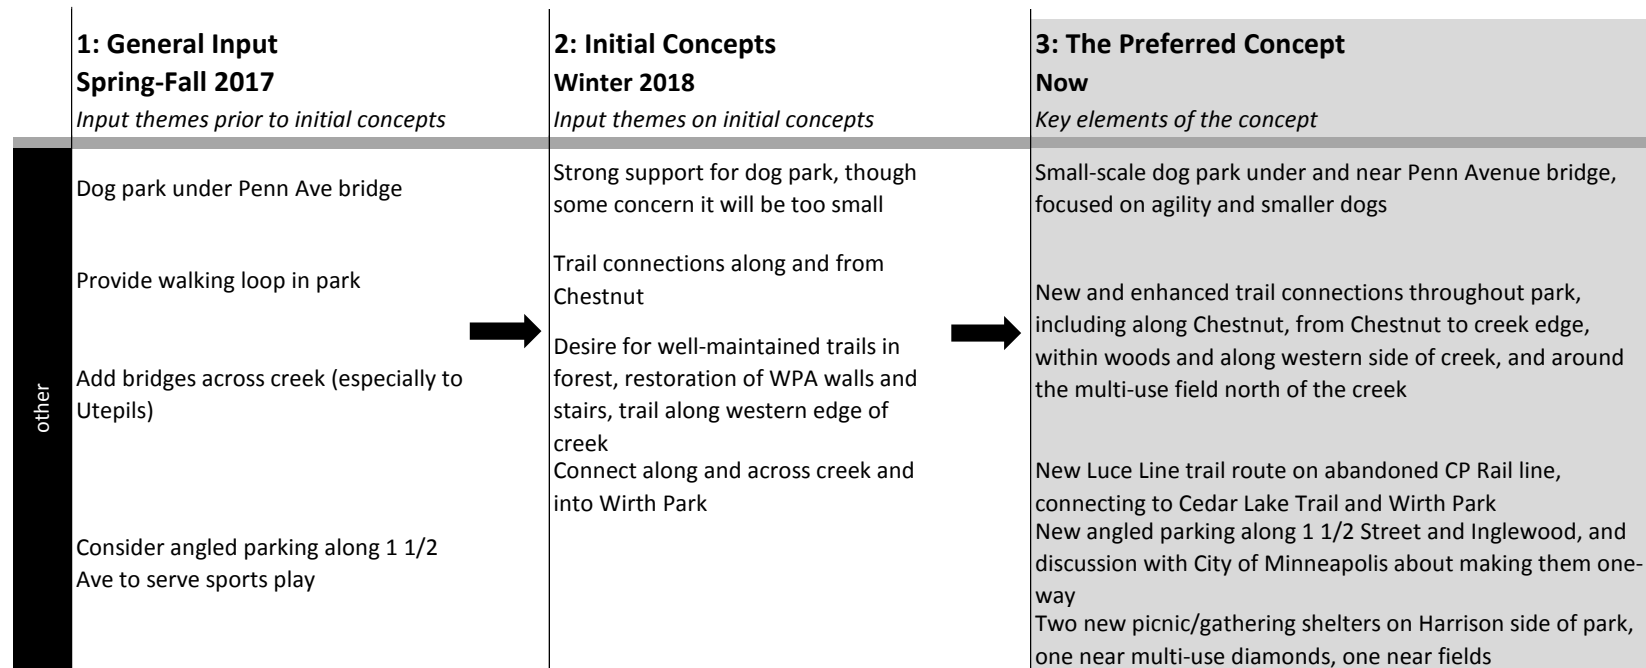 1: General Input
Spring-Fall 2017
Input themes prior to initial concepts
2: Initial Concepts
Winter 2018
Input themes on initial concepts
3: The Preferred Concept
Now
Key elements of the concept
other
Dog park under Penn Ave bridge
Strong support for dog park, though
some concern it will be too small
Small-scale dog park under and near Penn Avenue bridge,
focused on agility and smaller dogs
Provide walking loop in park
Trail connections along and from
Chestnut
New and enhanced trail connections throughout park,
including along Chestnut, from Chestnut to creek edge,
within woods and along western side of creek, and around
the multi-use field north of the creek
Add bridges across creek (especially to
Utepils)
Desire for well-maintained trails in
forest, restoration of WPA walls and
stairs, trail along western edge of
creek
Connect along and across creek and
into Wirth Park
New Luce Line trail route on abandoned CP Rail line,
connecting to Cedar Lake Trail and Wirth Park
Consider angled parking along 1 1/2
Ave to serve sports play
New angled parking along 1 1/2 Street and Inglewood, and
discussion with City of Minneapolis about making them one-
way
Two new picnic/gathering shelters on Harrison side of park,
one near multi-use diamonds, one near fields